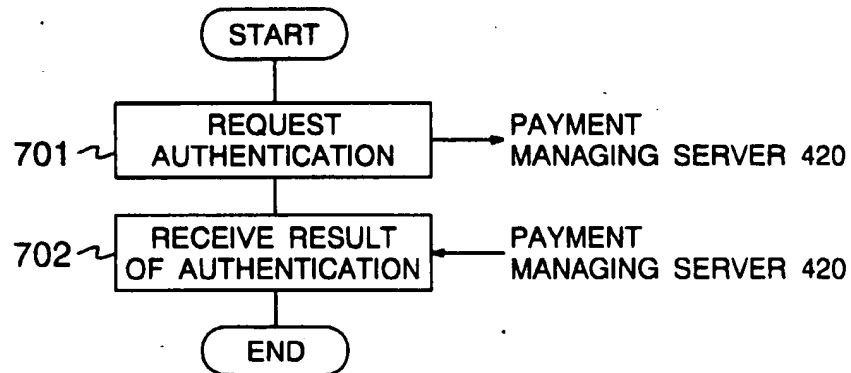 START
701
REQUEST
AUTHENTICATION
PAYMENT
MANAGING SERVER 420
702
RECEIVE RESULT
OF AUTHENTICATION
PAYMENT
MANAGING SERVER 420
END